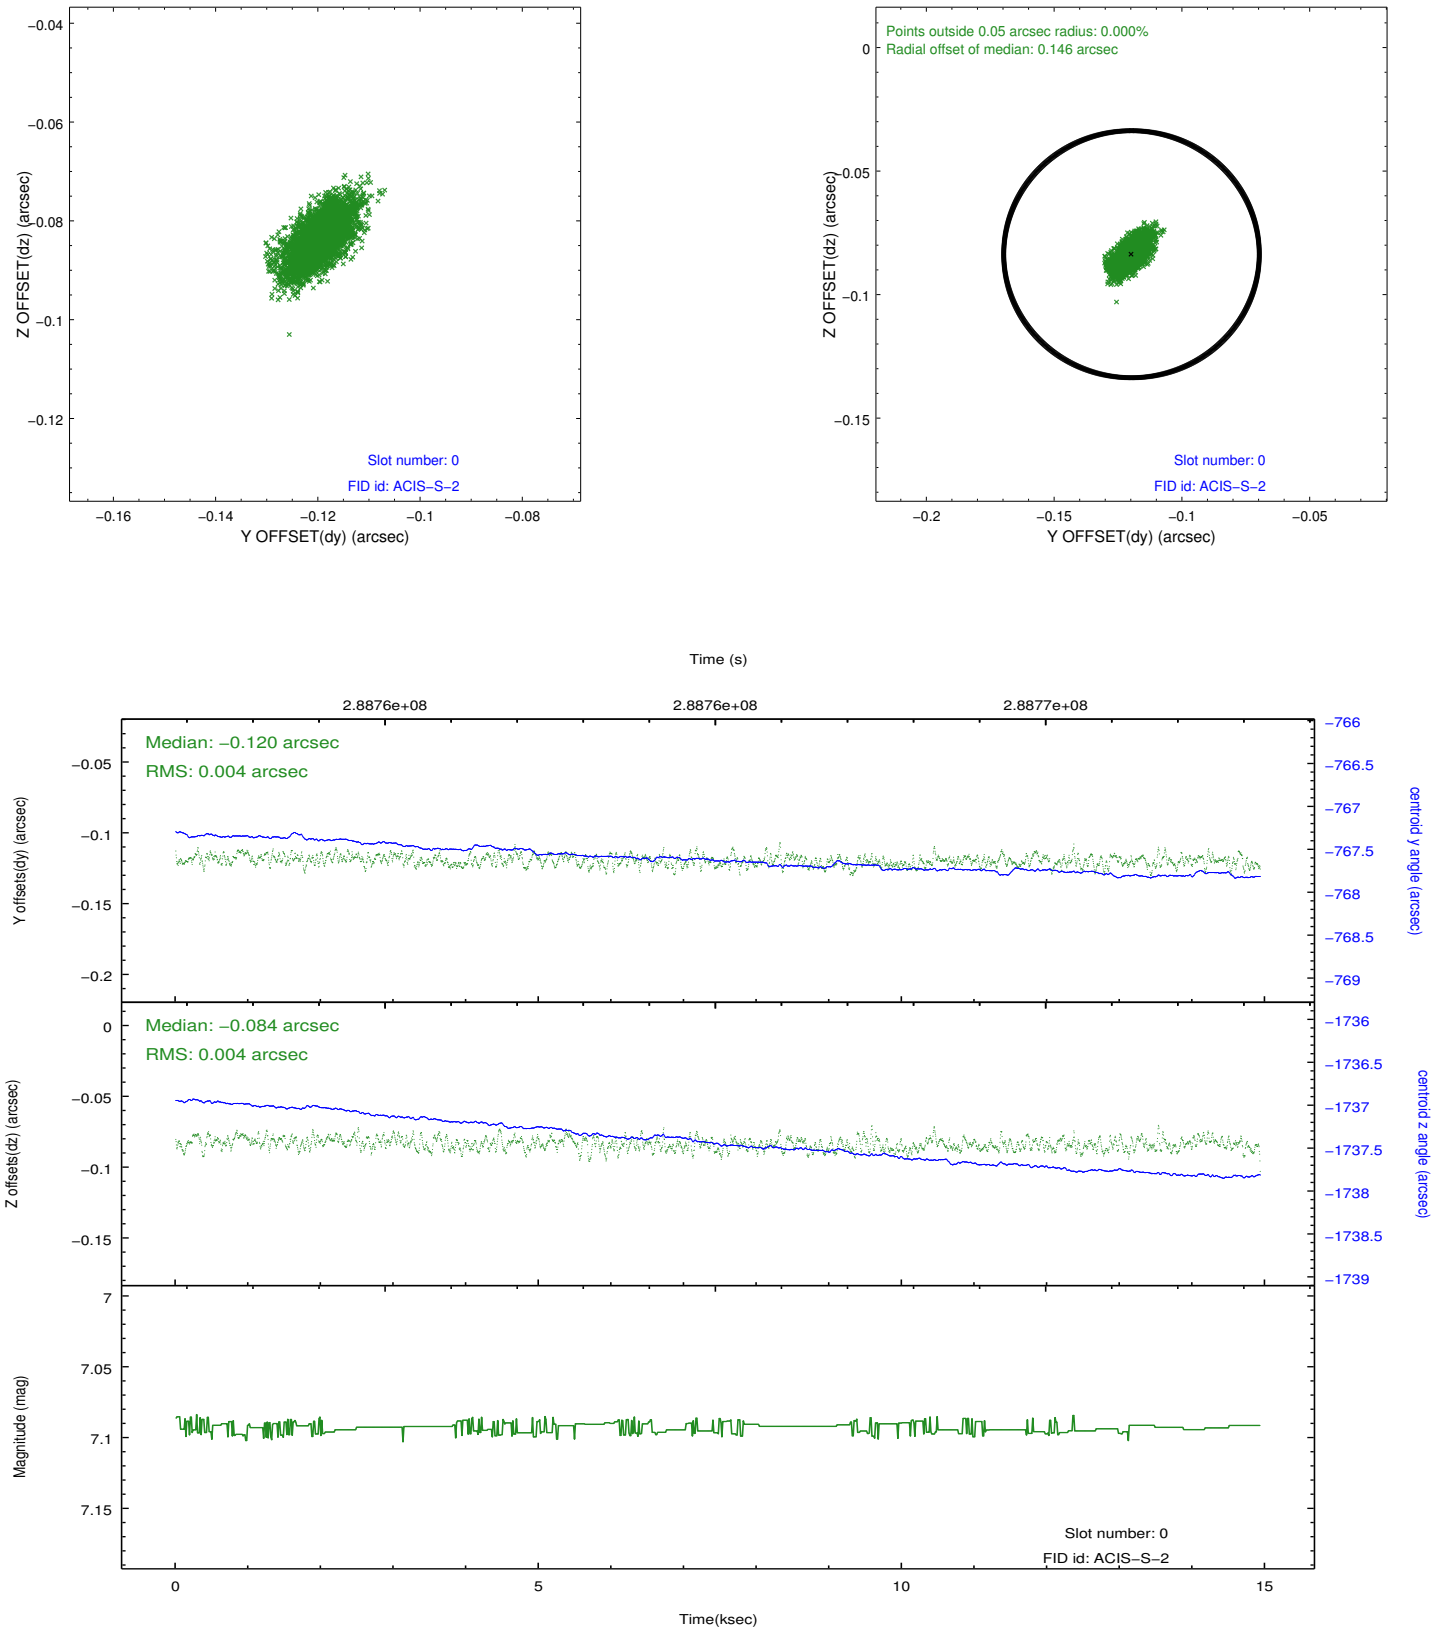 −0.04
−0.06
−0.08
−0.1
−0.12
Z OFFSET(dz) (arcsec)
Slot number: 0
FID id: ACIS−S−2
−0.16 −0.14 −0.12 −0.1 −0.08
Y OFFSET(dy) (arcsec)
Points outside 0.05 arcsec radius: 0.000%
Radial offset of median: 0.146 arcsec
0
−0.05
−0.1
−0.15
Z OFFSET(dz) (arcsec)
Slot number: 0
FID id: ACIS−S−2
−0.2 −0.15 −0.1 −0.05
Y OFFSET(dy) (arcsec)
Time (s)
2.8876e+08 2.8876e+08 2.8877e+08
Median: −0.120 arcsec
RMS: 0.004 arcsec
−0.05
−0.1
−0.15
−0.2
Y offsets(dy) (arcsec)
−766
−766.5
−767
−767.5
−768
−768.5
−769
centroid y angle (arcsec)
Median: −0.084 arcsec
RMS: 0.004 arcsec
0
−0.05
−0.1
−0.15
Z offsets(dz) (arcsec)
−1736
−1736.5
−1737
−1737.5
−1738
−1738.5
−1739
centroid z angle (arcsec)
7
7.05
7.1
7.15
Magnitude (mag)
Slot number: 0
FID id: ACIS−S−2
0 5 10 15
Time(ksec)